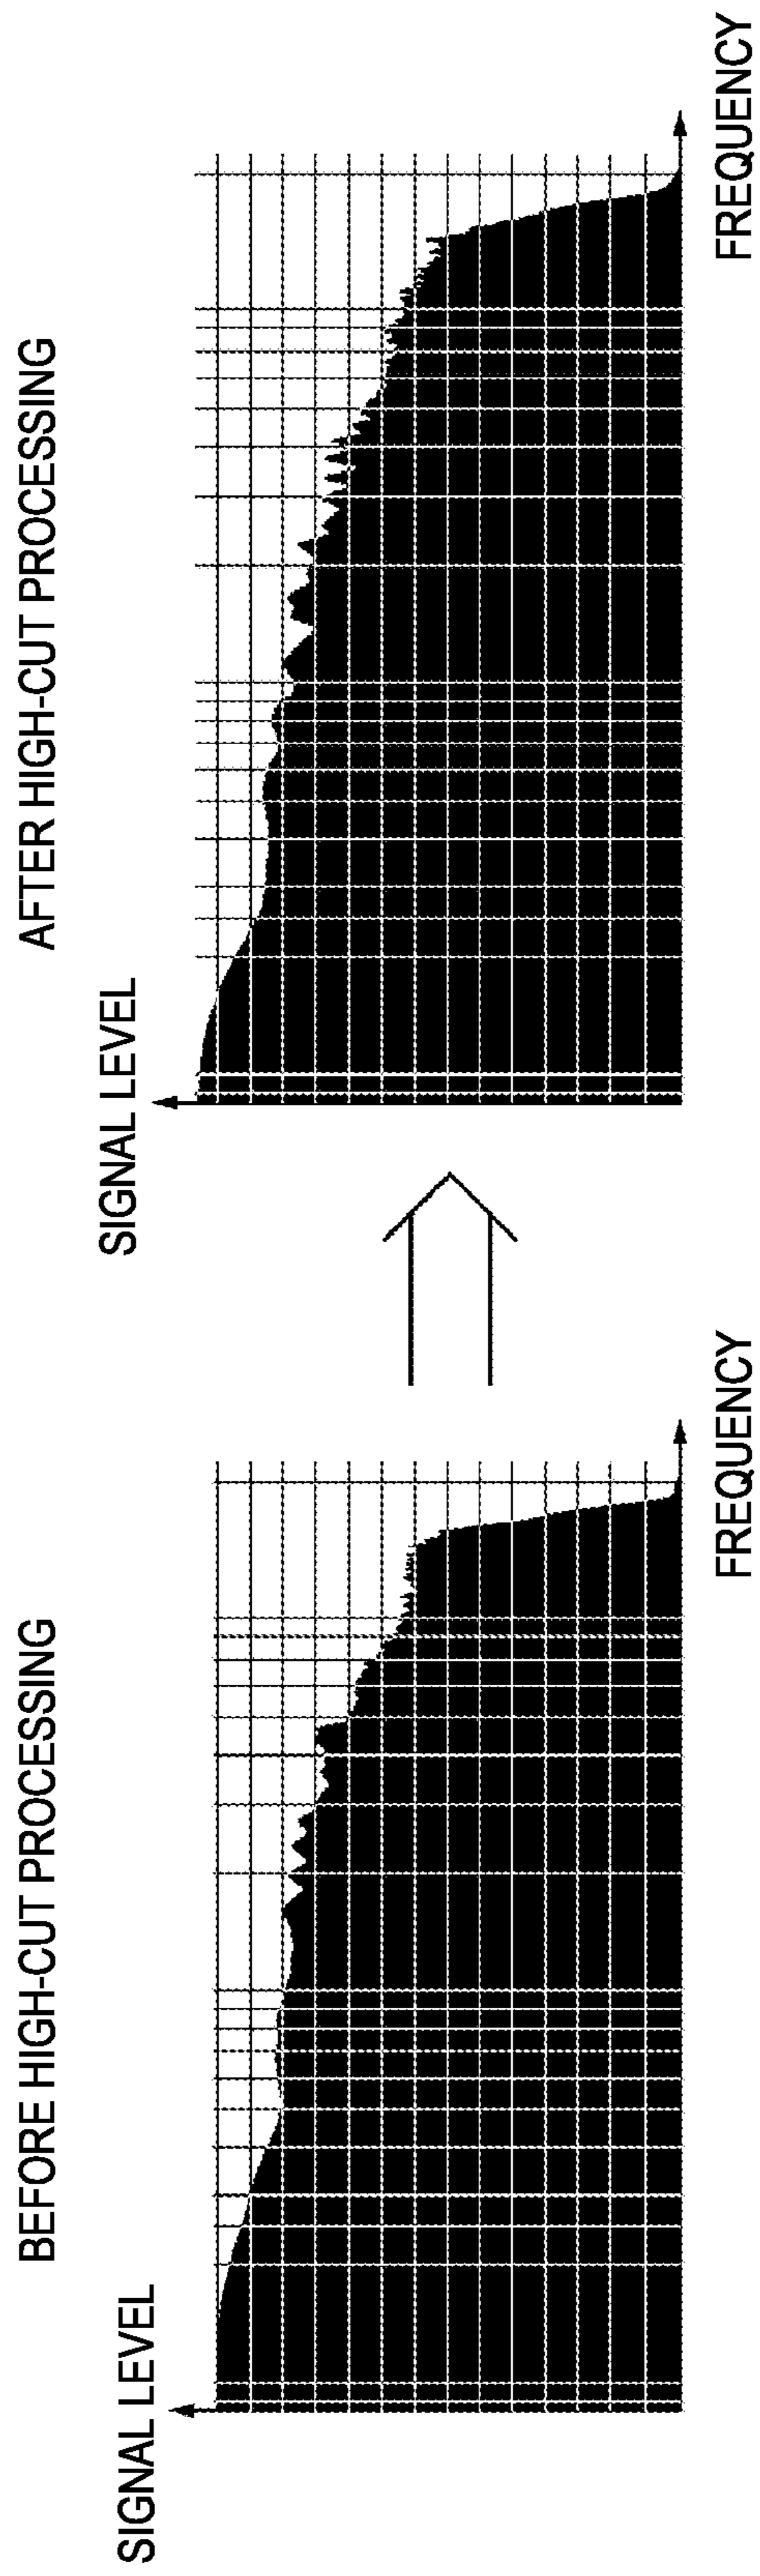 BEFORE HIGH-CUT PROCESSING
SIGNAL LEVEL
FREQUENCY
AFTER HIGH-CUT PROCESSING
SIGNAL LEVEL
FREQUENCY